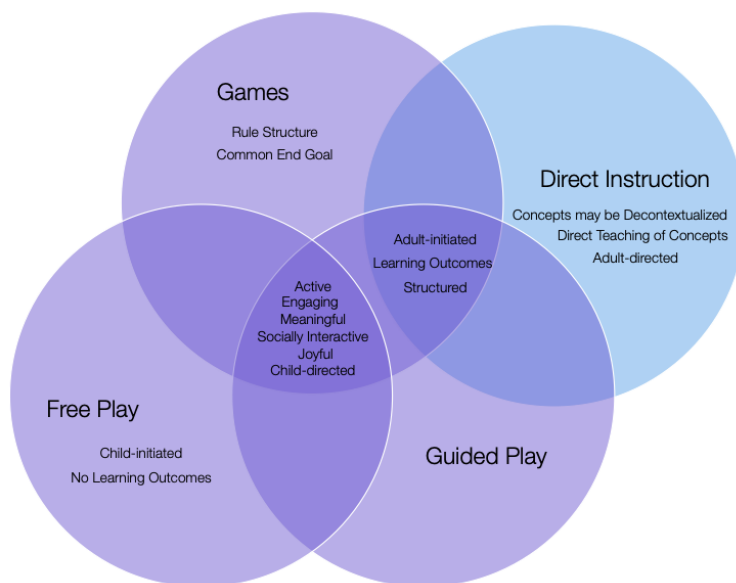 Games
Rule Structure
Common End Goal
Direct Instruction
Concepts may be Decontextualized
Direct Teaching of Concepts
Adult-directed
Adult-initiated
Learning Outcomes
Structured
Active
Engaging
Meaningful
Socially Interactive
Joyful
Child-directed
Free Play
Child-initiated
No Learning Outcomes
Guided Play